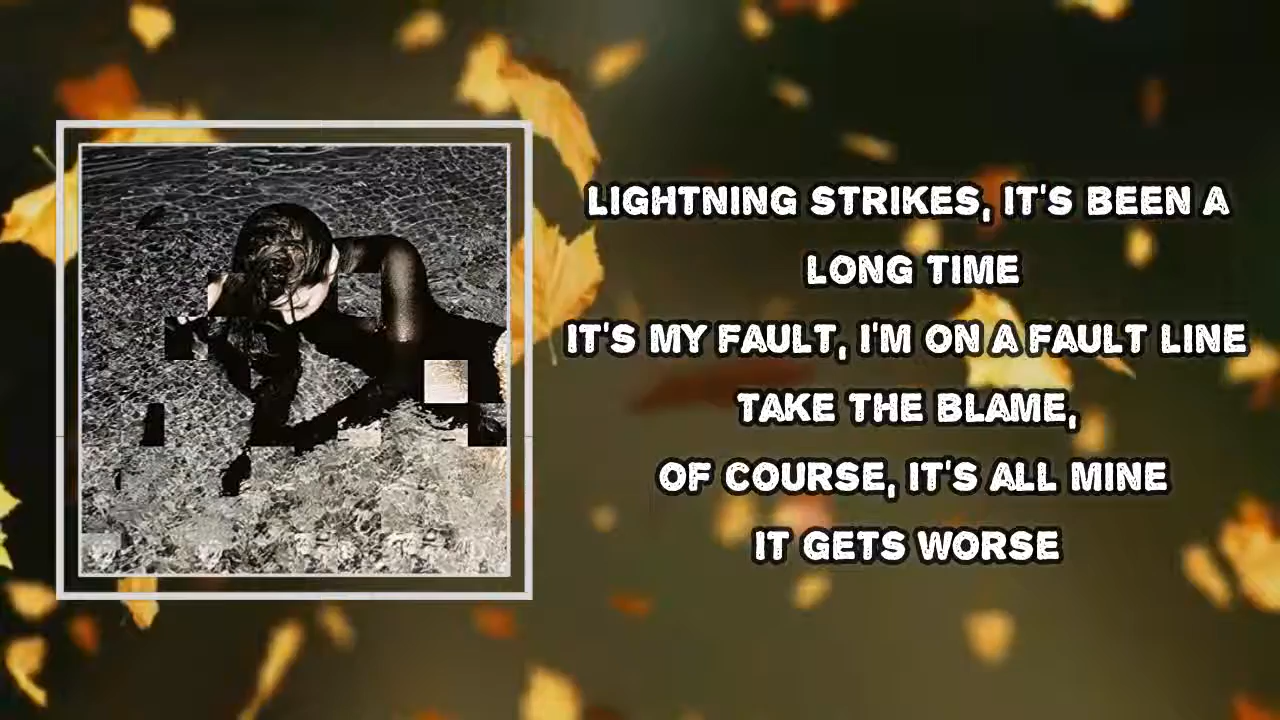 LIGHTNING STRIKES, IT'S BEEN A
LONG TIME
IT'S MY FAULT, I'M ON A FAULT LINE
TAKE THE BLAME,
OF COURSE, IT'S ALL MINE
IT GETS WORSE